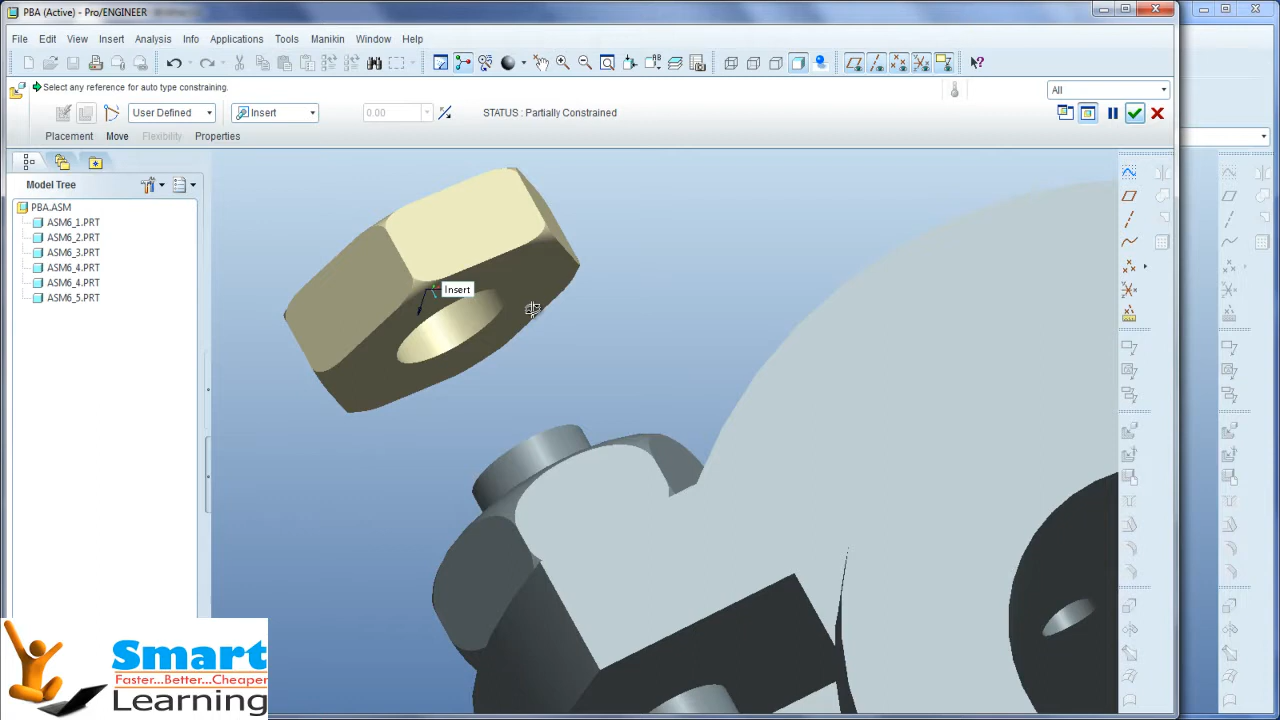 PBA (Active) - Pro/ENGINEER
File Edit View Insert Analysis Info Applications Tools Manikin Window Help
Select any reference for auto type constraining.
All
User Defined Insert 0.00 STATUS : Partially Constrained
Placement Move Flexibility Properties
Model Tree
PBA.ASM
ASM6_1.PRT
ASM6_2.PRT
ASM6_3.PRT
ASM6_4.PRT
ASM6_4.PRT
ASM6_5.PRT
Insert
Smart
Faster...Better...Cheaper
Learning